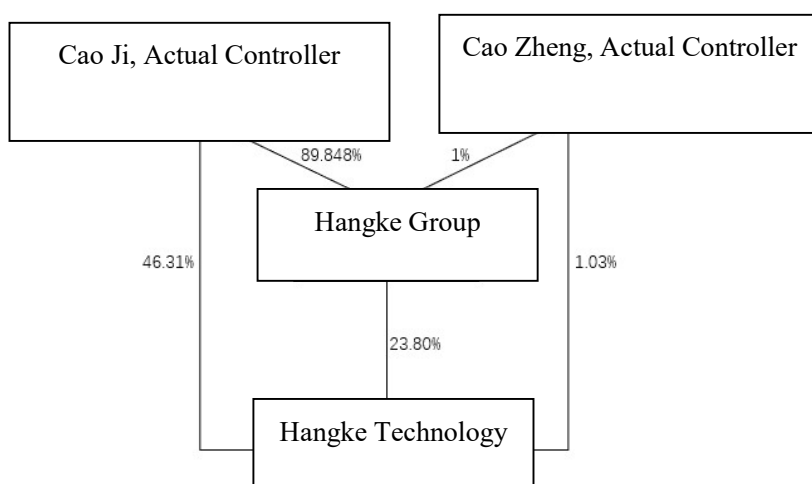 Cao Ji, Actual Controller
Cao Zheng, Actual Controller
89.848%
1%
Hangke Group
46.31%
1.03%
23.80%
Hangke Technology